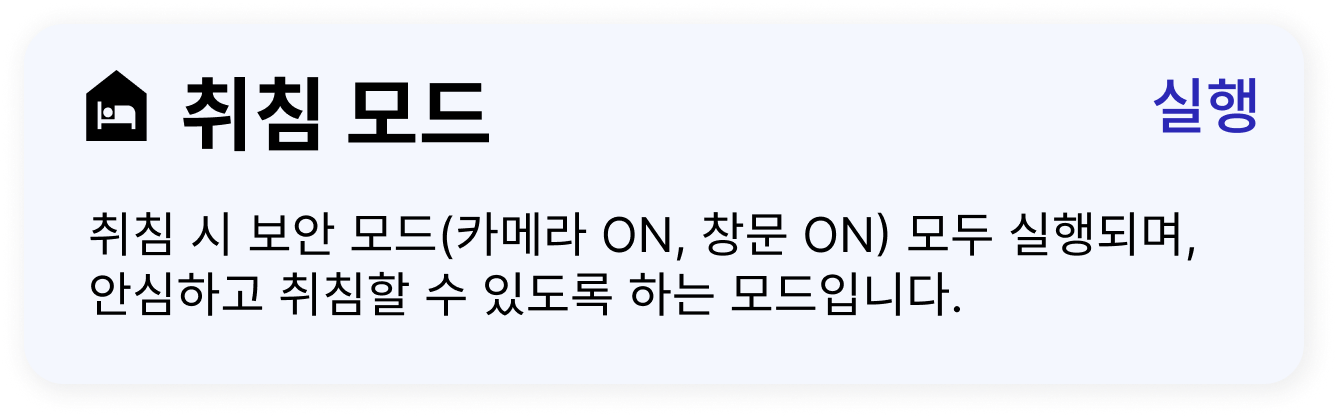 취침 모드
실행
취침 시 보안 모드(카메라 ON, 창문 ON) 모두 실행되며,
안심하고 취침할 수 있도록 하는 모드입니다.